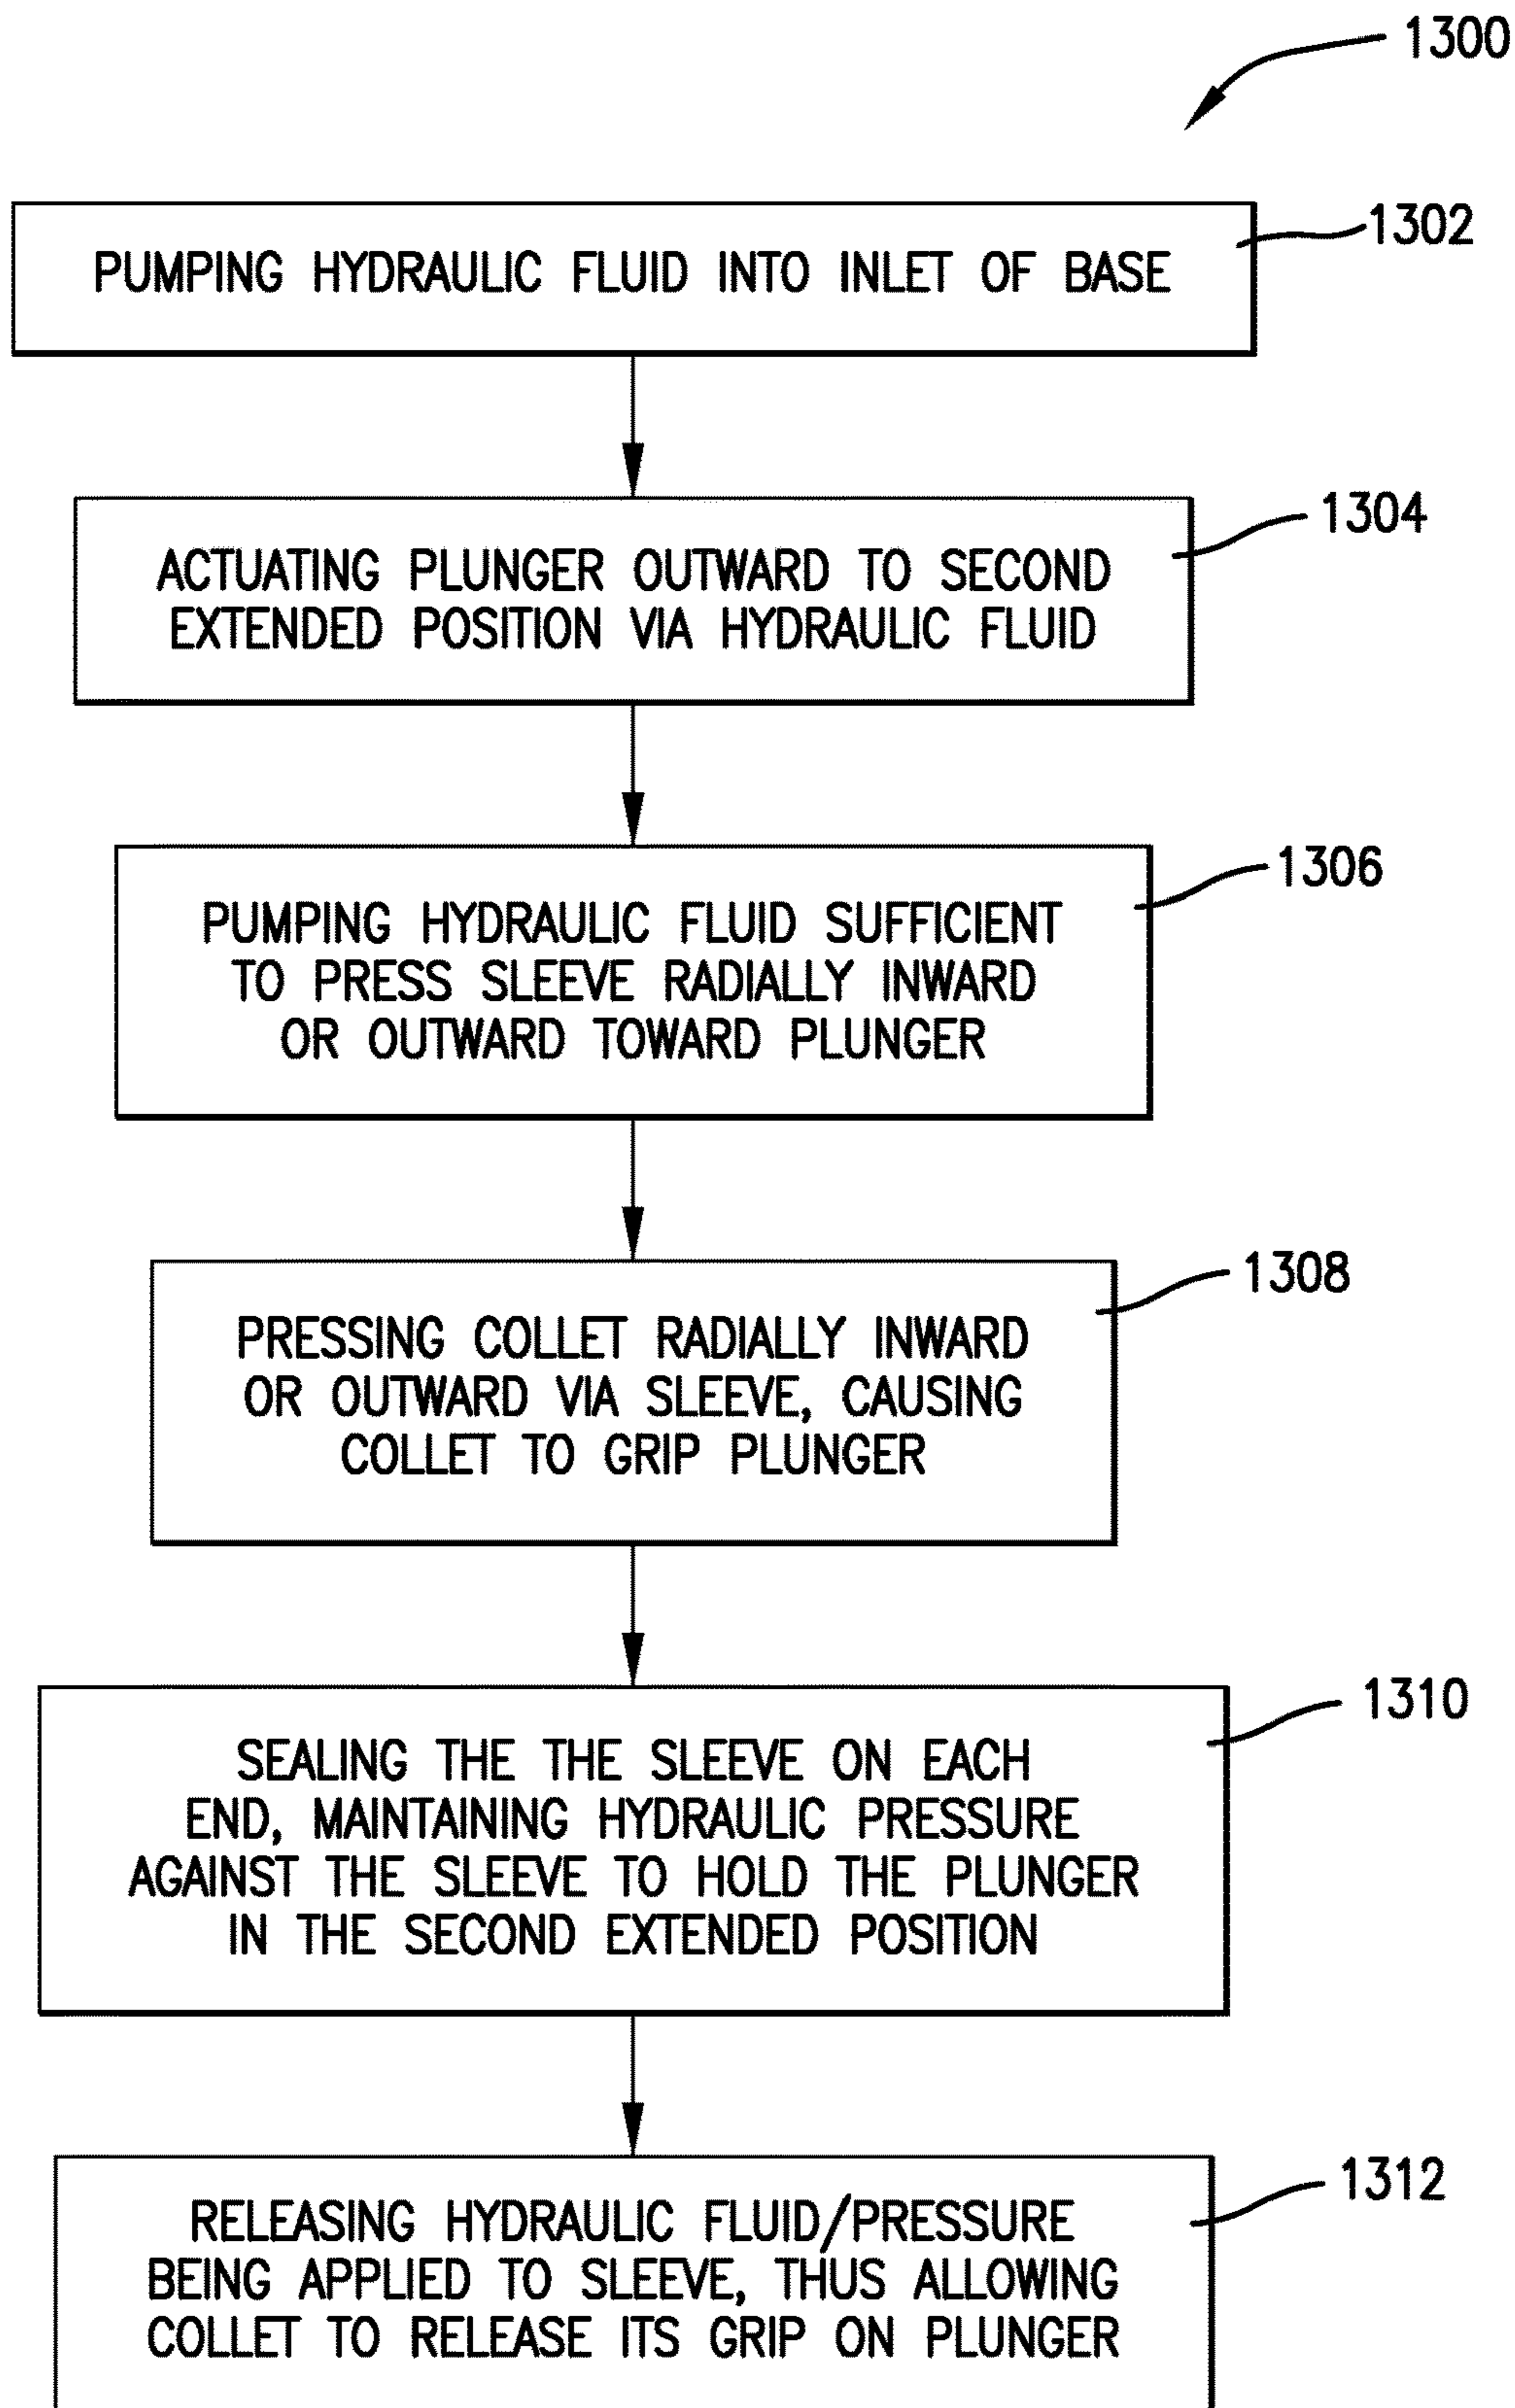 1300
1302
PUMPING HYDRAULIC FLUID INTO INLET OF BASE
1304
ACTUATING PLUNGER OUTWARD TO SECOND
EXTENDED POSITION VIA HYDRAULIC FLUID
1306
PUMPING HYDRAULIC FLUID SUFFICIENT
TO PRESS SLEEVE RADIALLY INWARD
OR OUTWARD TOWARD PLUNGER
1308
PRESSING COLLET RADIALLY INWARD
OR OUTWARD VIA SLEEVE, CAUSING
COLLET TO GRIP PLUNGER
1310
SEALING THE THE SLEEVE ON EACH
END, MAINTAINING HYDRAULIC PRESSURE
AGAINST THE SLEEVE TO HOLD THE PLUNGER
IN THE SECOND EXTENDED POSITION
1312
RELEASING HYDRAULIC FLUID/PRESSURE
BEING APPLIED TO SLEEVE, THUS ALLOWING
COLLET TO RELEASE ITS GRIP ON PLUNGER